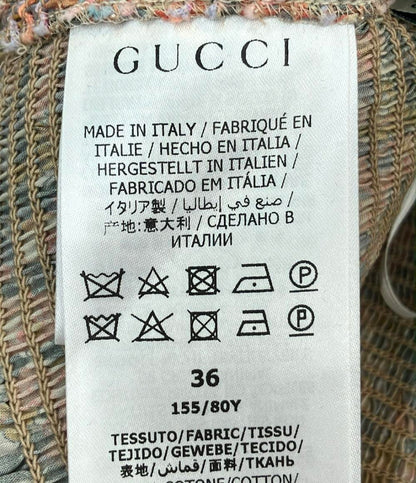 GUCCI
MADE IN ITALY / FABRIQUÉ EN
ITALIE / HECHO EN ITALIA /
HERGESTELLT IN ITALIEN /
FABRICADO EM ITÁLIA /
イタリア製 / صنع في إيطاليا /
产地:意大利 / СДЕЛАНО В
ИТАЛИИ
P
P
36
155/80Y
TESSUTO/FABRIC/TISSU/
TEJIDO/GEWEBE/TECIDO/
表地/قماش/面料/ТКАНЬ
COTONE/COTTON/